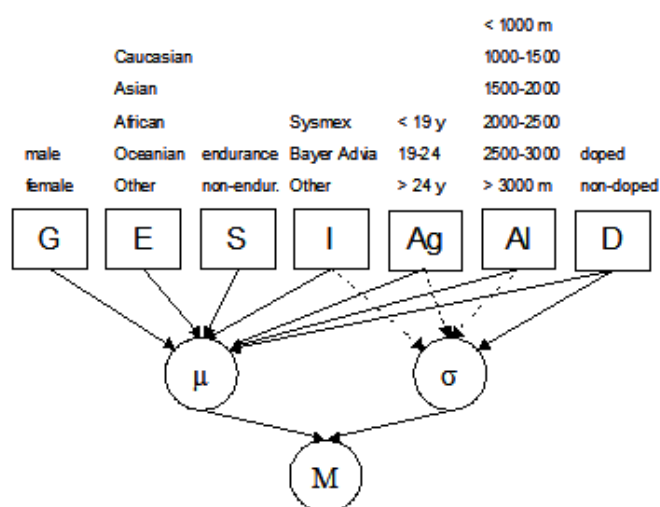 < 1000 m
Caucasian 1000-1500
Asian 1500-2000
African Sysmex < 19 y 2000-2500
male Oceanian endurance Bayer Advia 19-24 2500-3000 doped
female Other non-endur. Other > 24 y > 3000 m non-doped
G E S I Ag Al D
μ σ
M